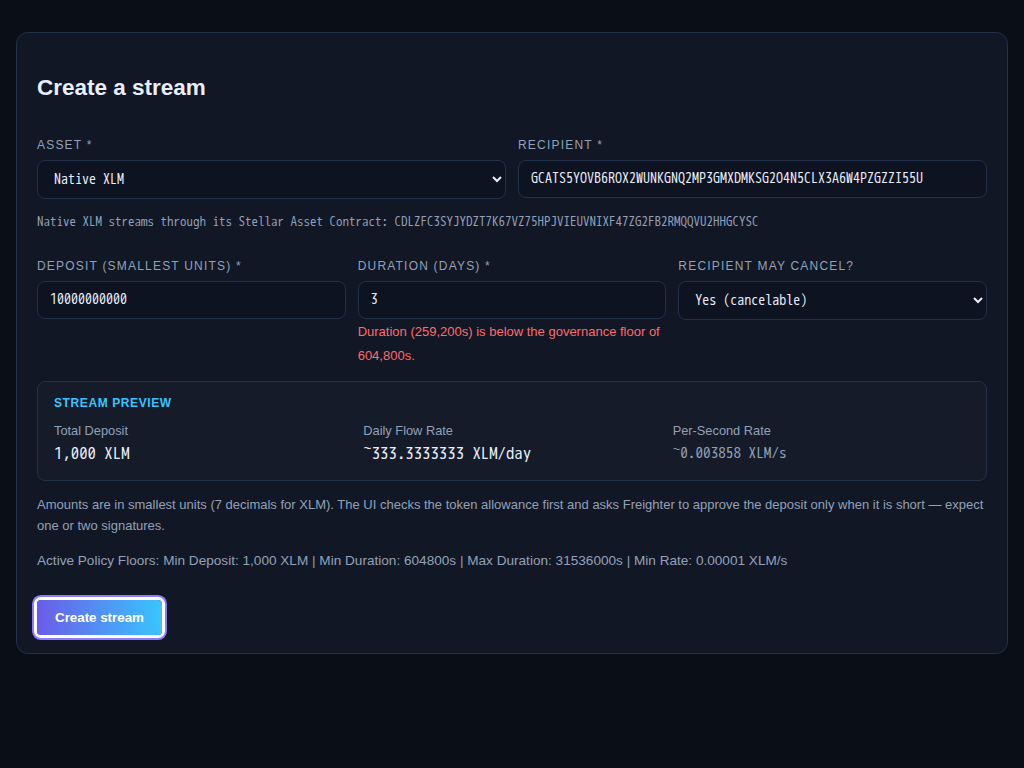 Create a stream
ASSET *
RECIPIENT *
Native XLM
GCATS5YOVB6ROX2WUNKGNQ2MP3GMXDMKSG2O4N5CLX3A6W4PZGZZI55U
Native XLM streams through its Stellar Asset Contract: CDLZFC3SYJYDZT7K67VZ75HPJVIEUVNIXF47ZG2FB2RMQQVU2HHGCYSC
DEPOSIT (SMALLEST UNITS) *
DURATION (DAYS) *
RECIPIENT MAY CANCEL?
10000000000
3
Yes (cancelable)
Duration (259,200s) is below the governance floor of
604,800s.
STREAM PREVIEW
Total Deposit
Daily Flow Rate
Per-Second Rate
1,000 XLM
~333.3333333 XLM/day
~0.003858 XLM/s
Amounts are in smallest units (7 decimals for XLM). The UI checks the token allowance first and asks Freighter to approve the deposit only when it is short — expect
one or two signatures.
Active Policy Floors: Min Deposit: 1,000 XLM | Min Duration: 604800s | Max Duration: 31536000s | Min Rate: 0.00001 XLM/s
Create stream